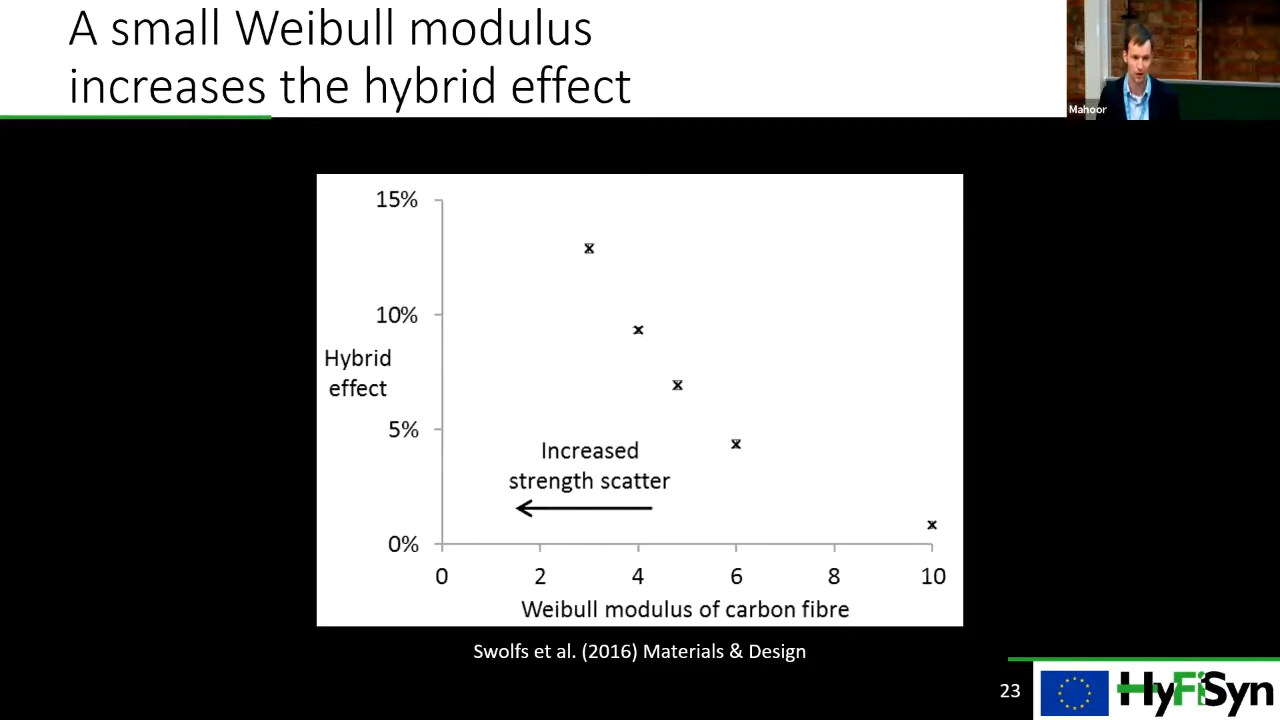 A small Weibull modulus
increases the hybrid effect
Mahoor
15%
10%
Hybrid
effect
5%
Increased
strength scatter
0%
0 2 4 6 8 10
Weibull modulus of carbon fibre
Swolfs et al. (2016) Materials & Design
23
HyFiSyn